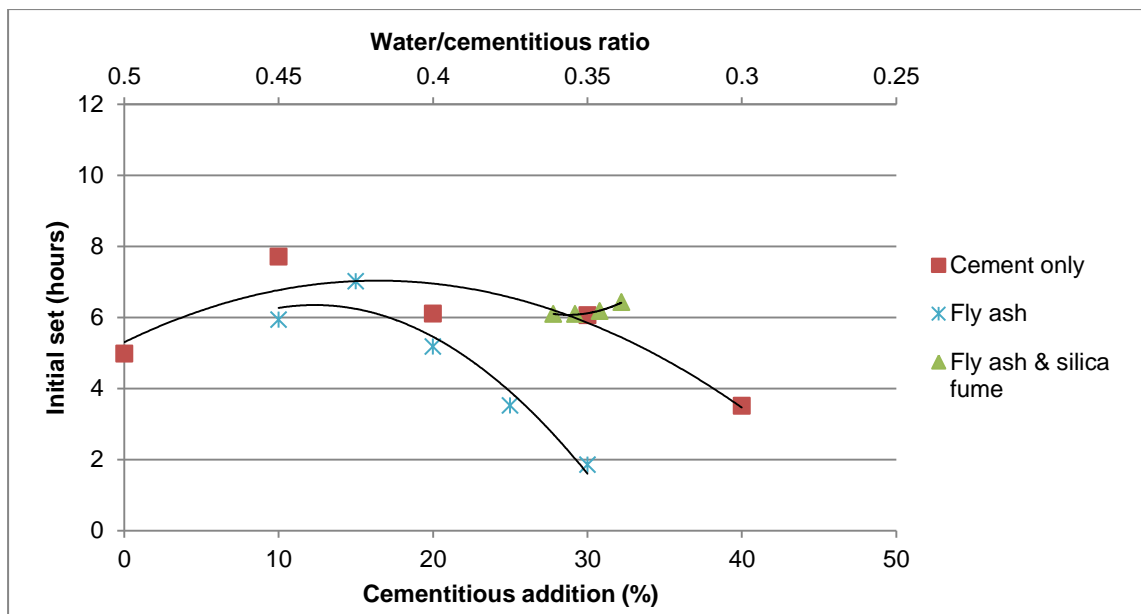 Water/cementitious ratio
0.5 0.45 0.4 0.35 0.3 0.25
12
10
8
6
4
2
0
Initial set (hours)
0 10 20 30 40 50
Cementitious addition (%)
Cement only
Fly ash
Fly ash & silica
fume